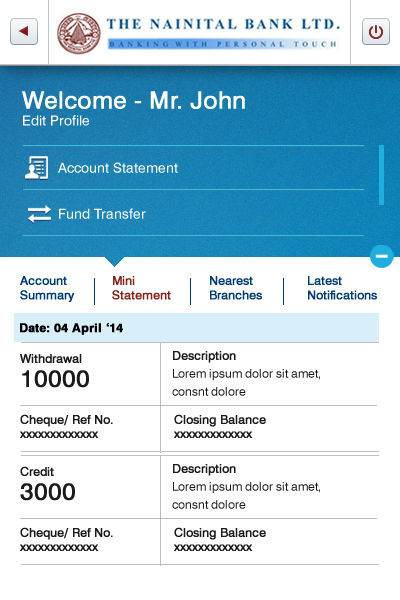 THE NAINITAL BANK LTD.
BANKING WITH PERSONAL TOUCH
Welcome - Mr. John
Edit Profile
Account Statement
Fund Transfer
Account Summary
Mini Statement
Nearest Branches
Latest Notifications
Date: 04 April ‘14
Withdrawal
10000
Description
Lorem ipsum dolor sit amet,
consnt dolore
Cheque/ Ref No.
xxxxxxxxxxxxx
Closing Balance
xxxxxxxxxxxxx
Credit
3000
Description
Lorem ipsum dolor sit amet,
consnt dolore
Cheque/ Ref No.
xxxxxxxxxxxxx
Closing Balance
xxxxxxxxxxxxx